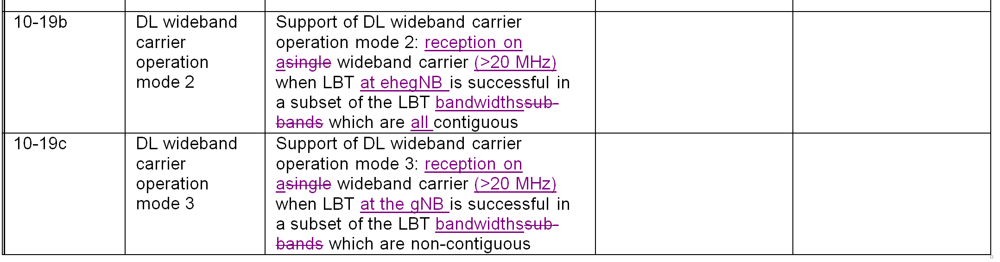 10-19b
DL wideband
carrier
operation
mode 2
Support of DL wideband carrier
operation mode 2: reception on
asingle wideband carrier (>20 MHz)
when LBT at ehegNB is successful in
a subset of the LBT bandwidthssub-
bands which are all contiguous
10-19c
DL wideband
carrier
operation
mode 3
Support of DL wideband carrier
operation mode 3: reception on
asingle wideband carrier (>20 MHz)
when LBT at the gNB is successful in
a subset of the LBT bandwidthssub-
bands which are non-contiguous